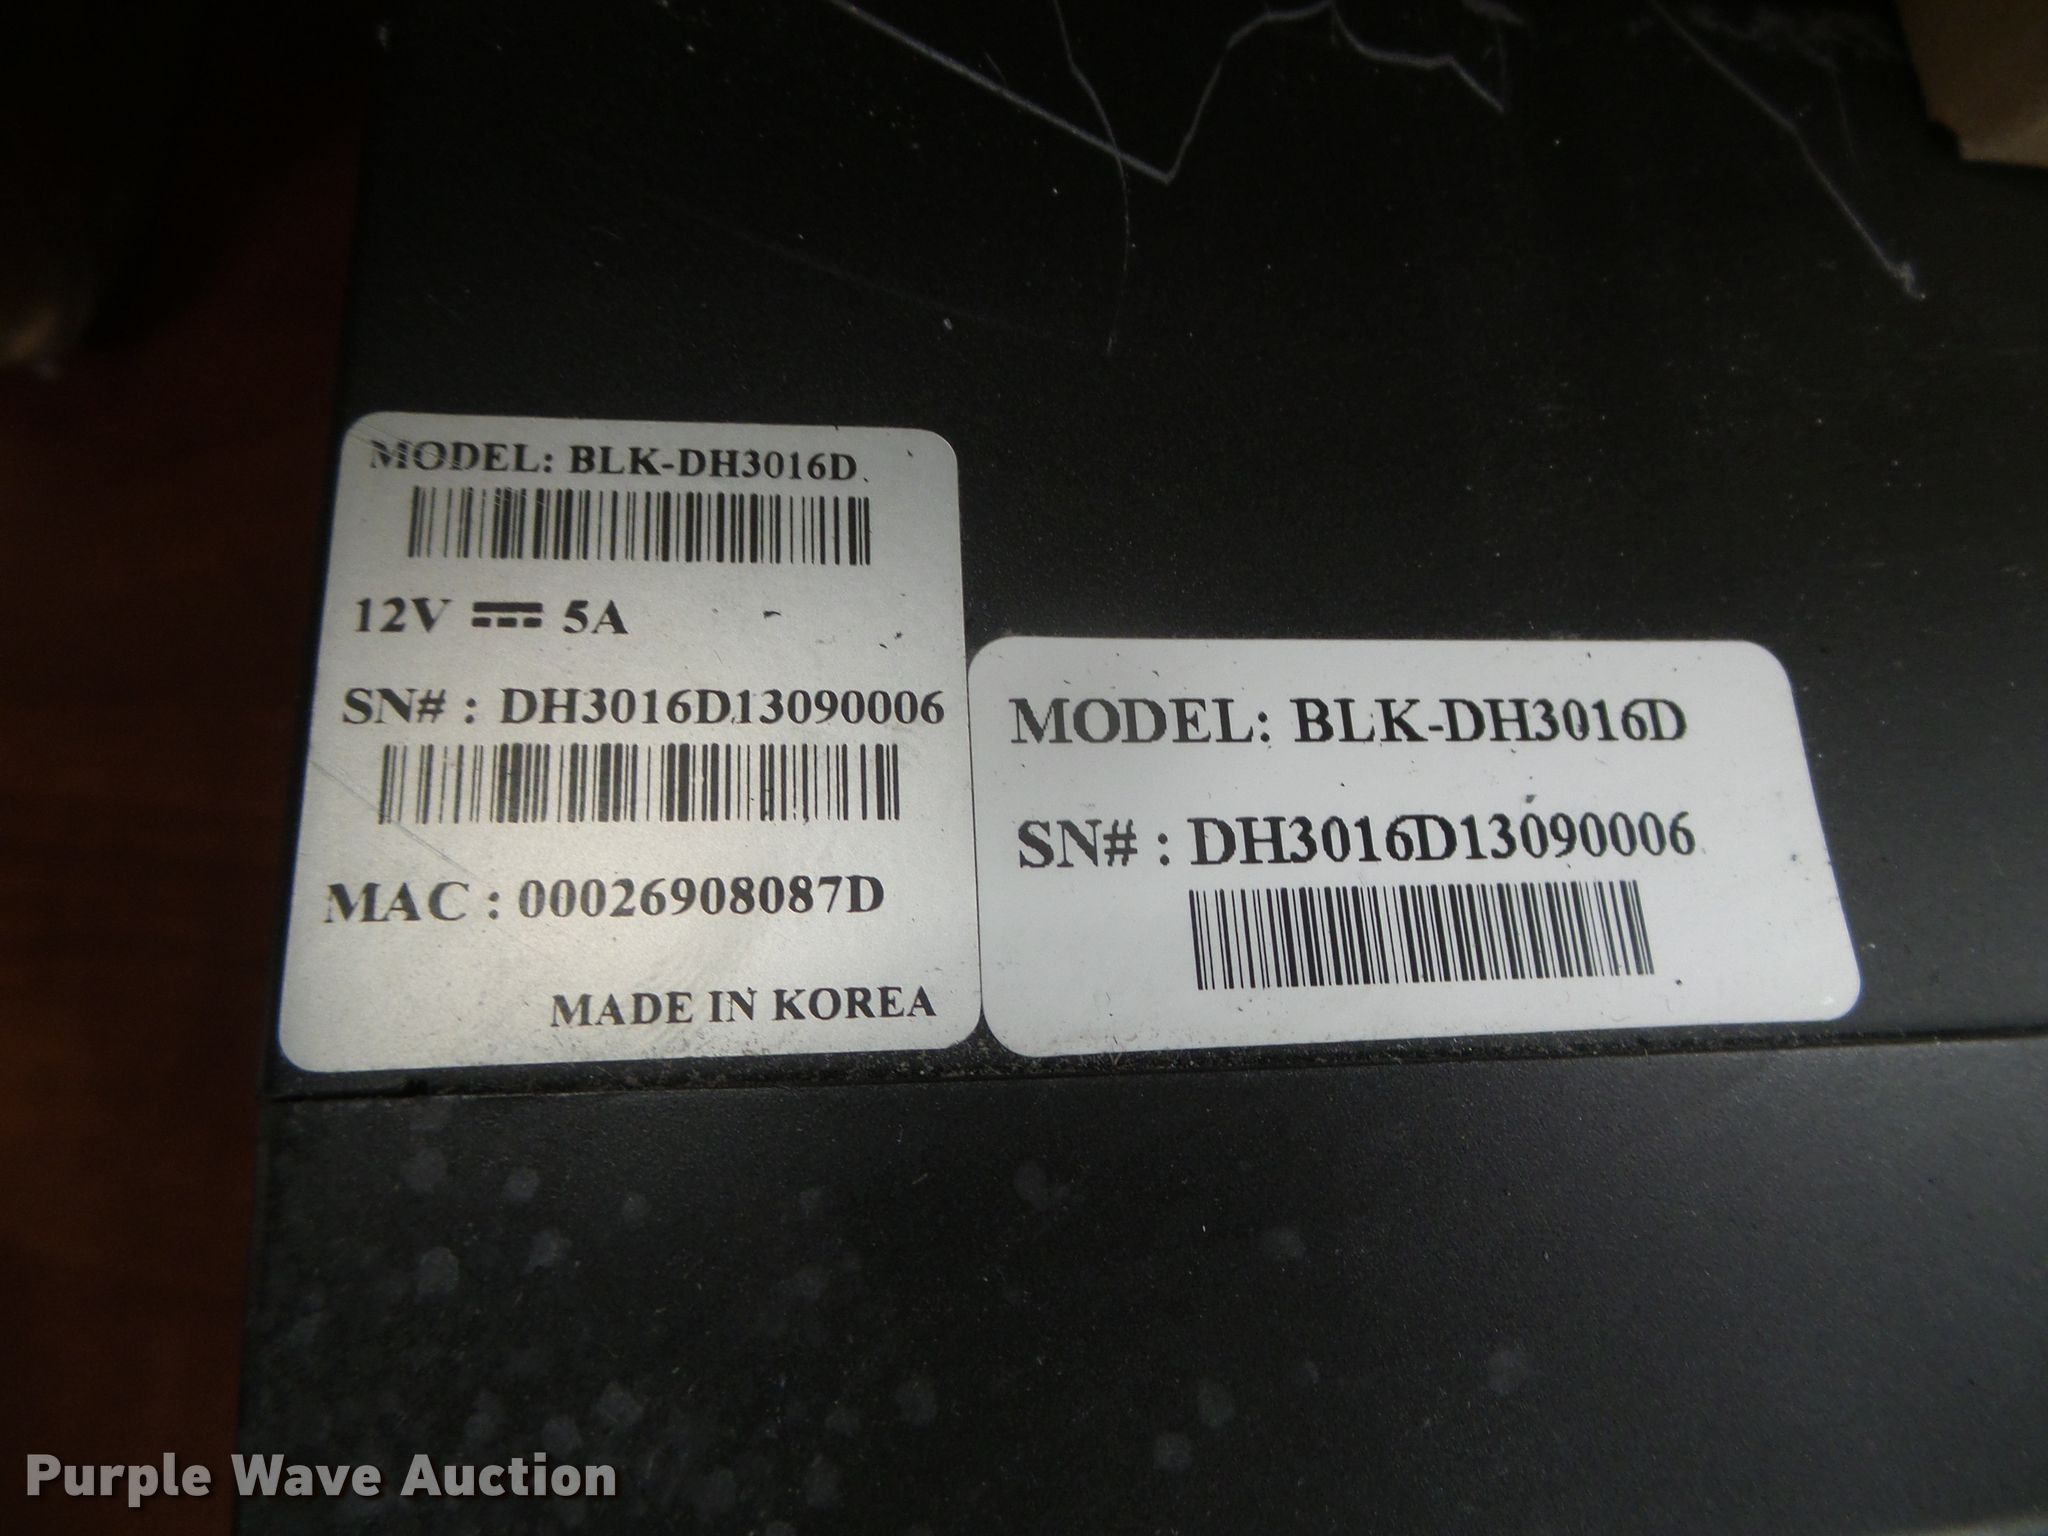 MODEL: BLK-DH3016D
12V ⎓ 5A
SN# : DH3016D13090006
MAC : 00026908087D
MADE IN KOREA
MODEL: BLK-DH3016D
SN# : DH3016D13090006
Purple Wave Auction